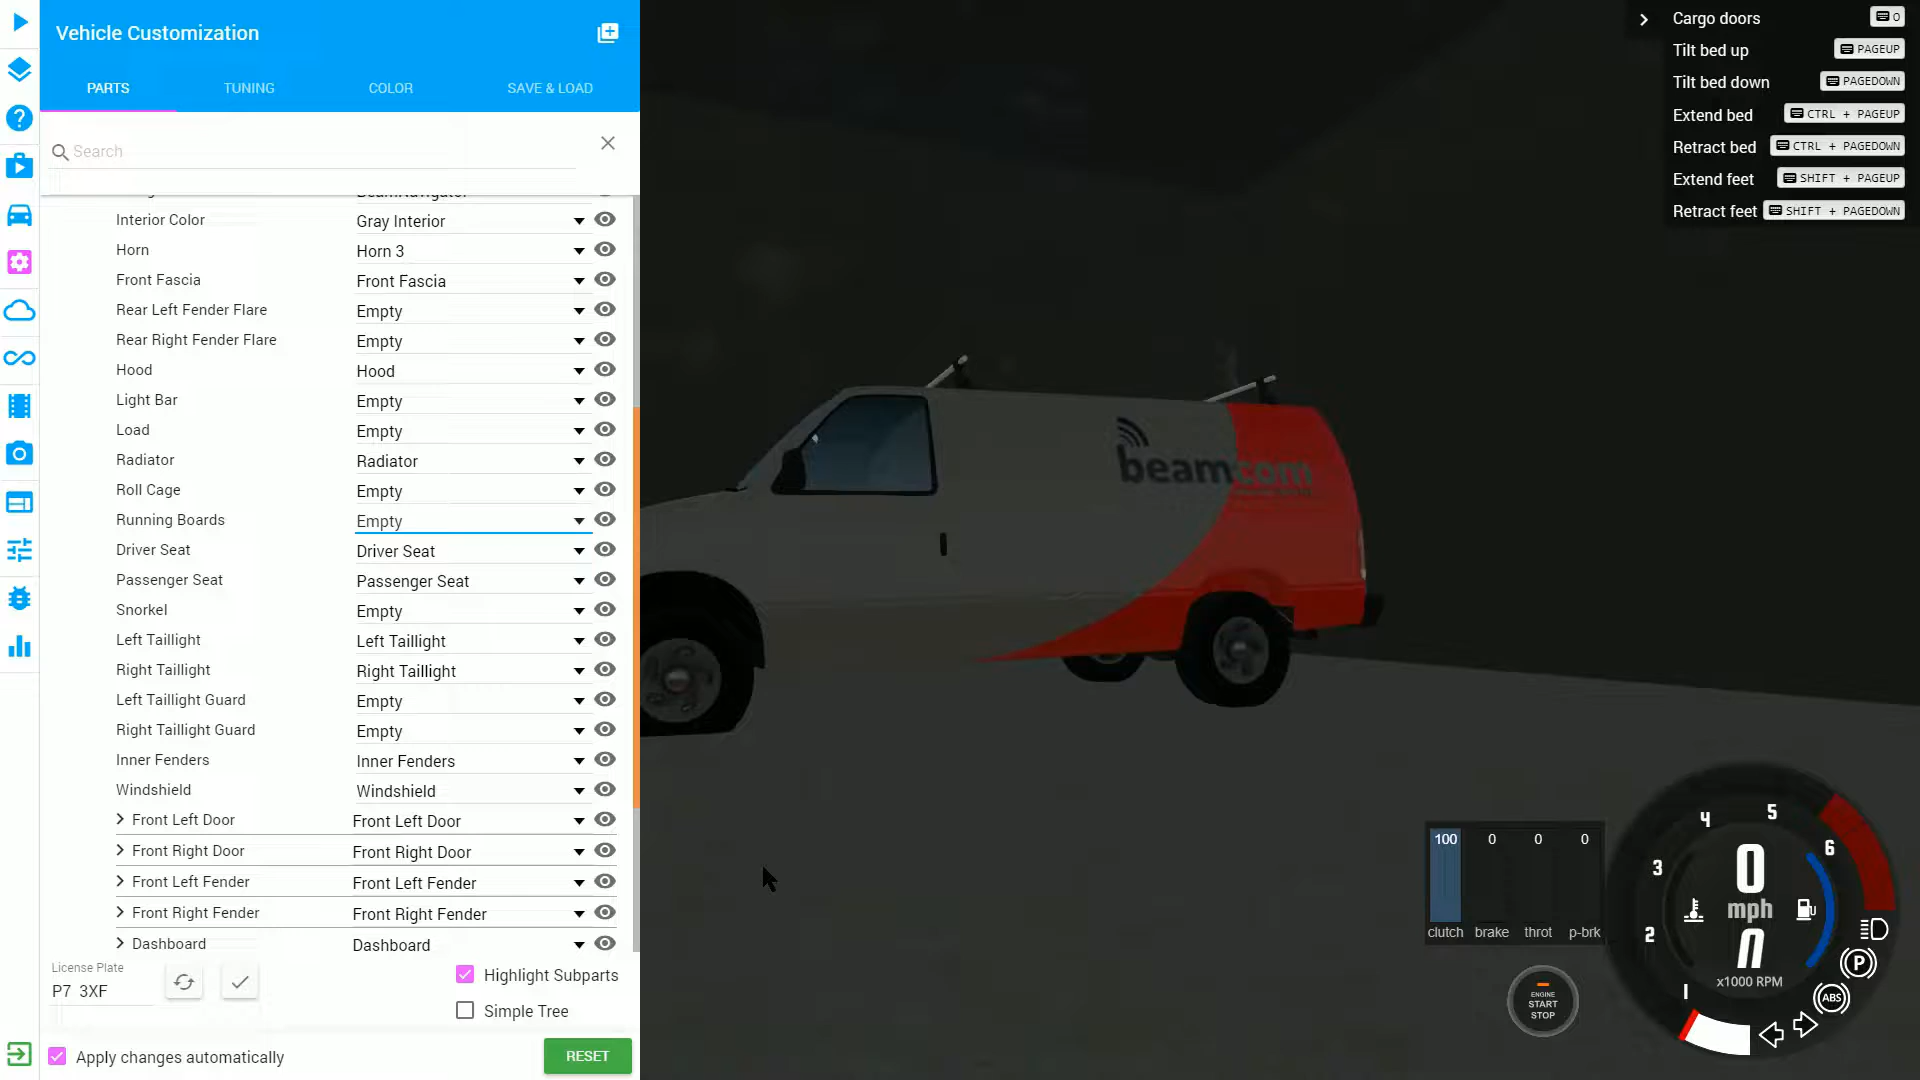 Vehicle Customization
PARTS
TUNING
COLOR
SAVE & LOAD
Search
Interior Color
Gray Interior
Horn
Horn 3
Front Fascia
Front Fascia
Rear Left Fender Flare
Empty
Rear Right Fender Flare
Empty
Hood
Hood
Light Bar
Empty
Load
Empty
Radiator
Radiator
Roll Cage
Empty
Running Boards
Empty
Driver Seat
Driver Seat
Passenger Seat
Passenger Seat
Snorkel
Empty
Left Taillight
Left Taillight
Right Taillight
Right Taillight
Left Taillight Guard
Empty
Right Taillight Guard
Empty
Inner Fenders
Inner Fenders
Windshield
Windshield
Front Left Door
Front Left Door
Front Right Door
Front Right Door
Front Left Fender
Front Left Fender
Front Right Fender
Front Right Fender
Dashboard
Dashboard
License Plate
P7 3XF
Highlight Subparts
Simple Tree
Apply changes automatically
RESET
Cargo doors
O
Tilt bed up
PAGEUP
Tilt bed down
PAGEDOWN
Extend bed
CTRL + PAGEUP
Retract bed
CTRL + PAGEDOWN
Extend feet
SHIFT + PAGEUP
Retract feet
SHIFT + PAGEDOWN
beamcom
100
0
0
0
clutch
brake
throt
p-brk
ENGINE
START
STOP
1
2
3
4
5
6
0
mph
n
x1000 RPM
P
ABS